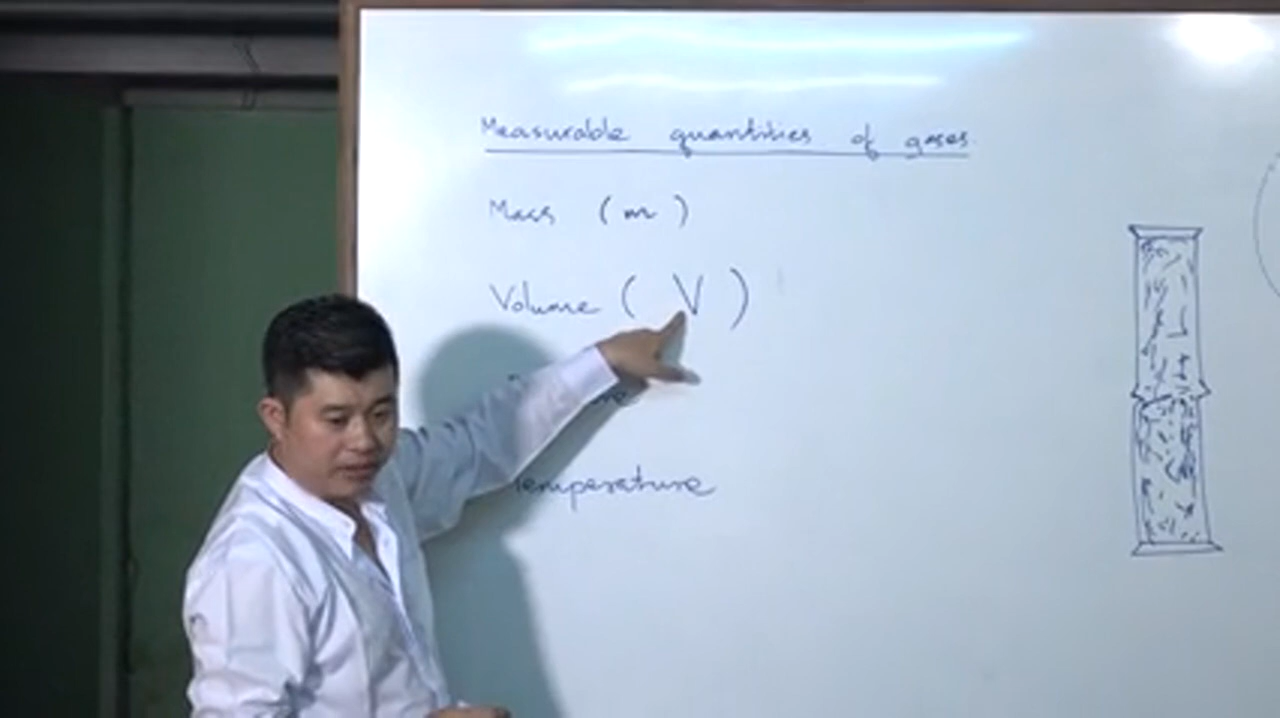 Measurable quantities of gases
Mass (m)
Volume ( V )
Temperature